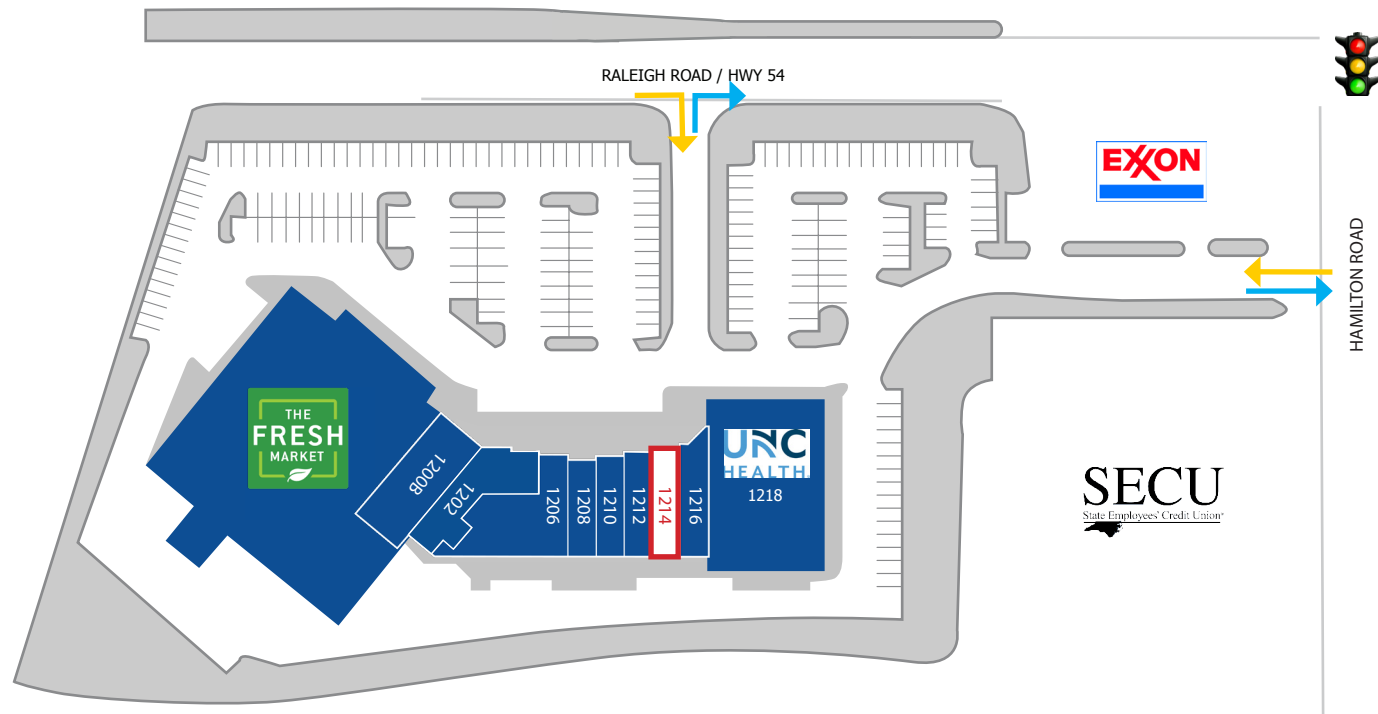 RALEIGH ROAD / HWY 54
EXXON
HAMILTON ROAD
THE
FRESH
MARKET
1200B
1202
1206
1208
1210
1212
1214
1216
UNC
HEALTH
1218
SECU
State Employees' Credit Union